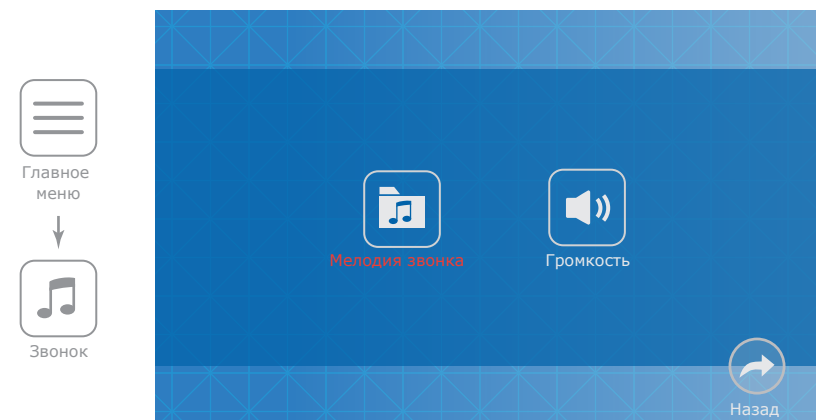 Главное
меню
Звонок
Мелодия звонка
Громкость
Назад